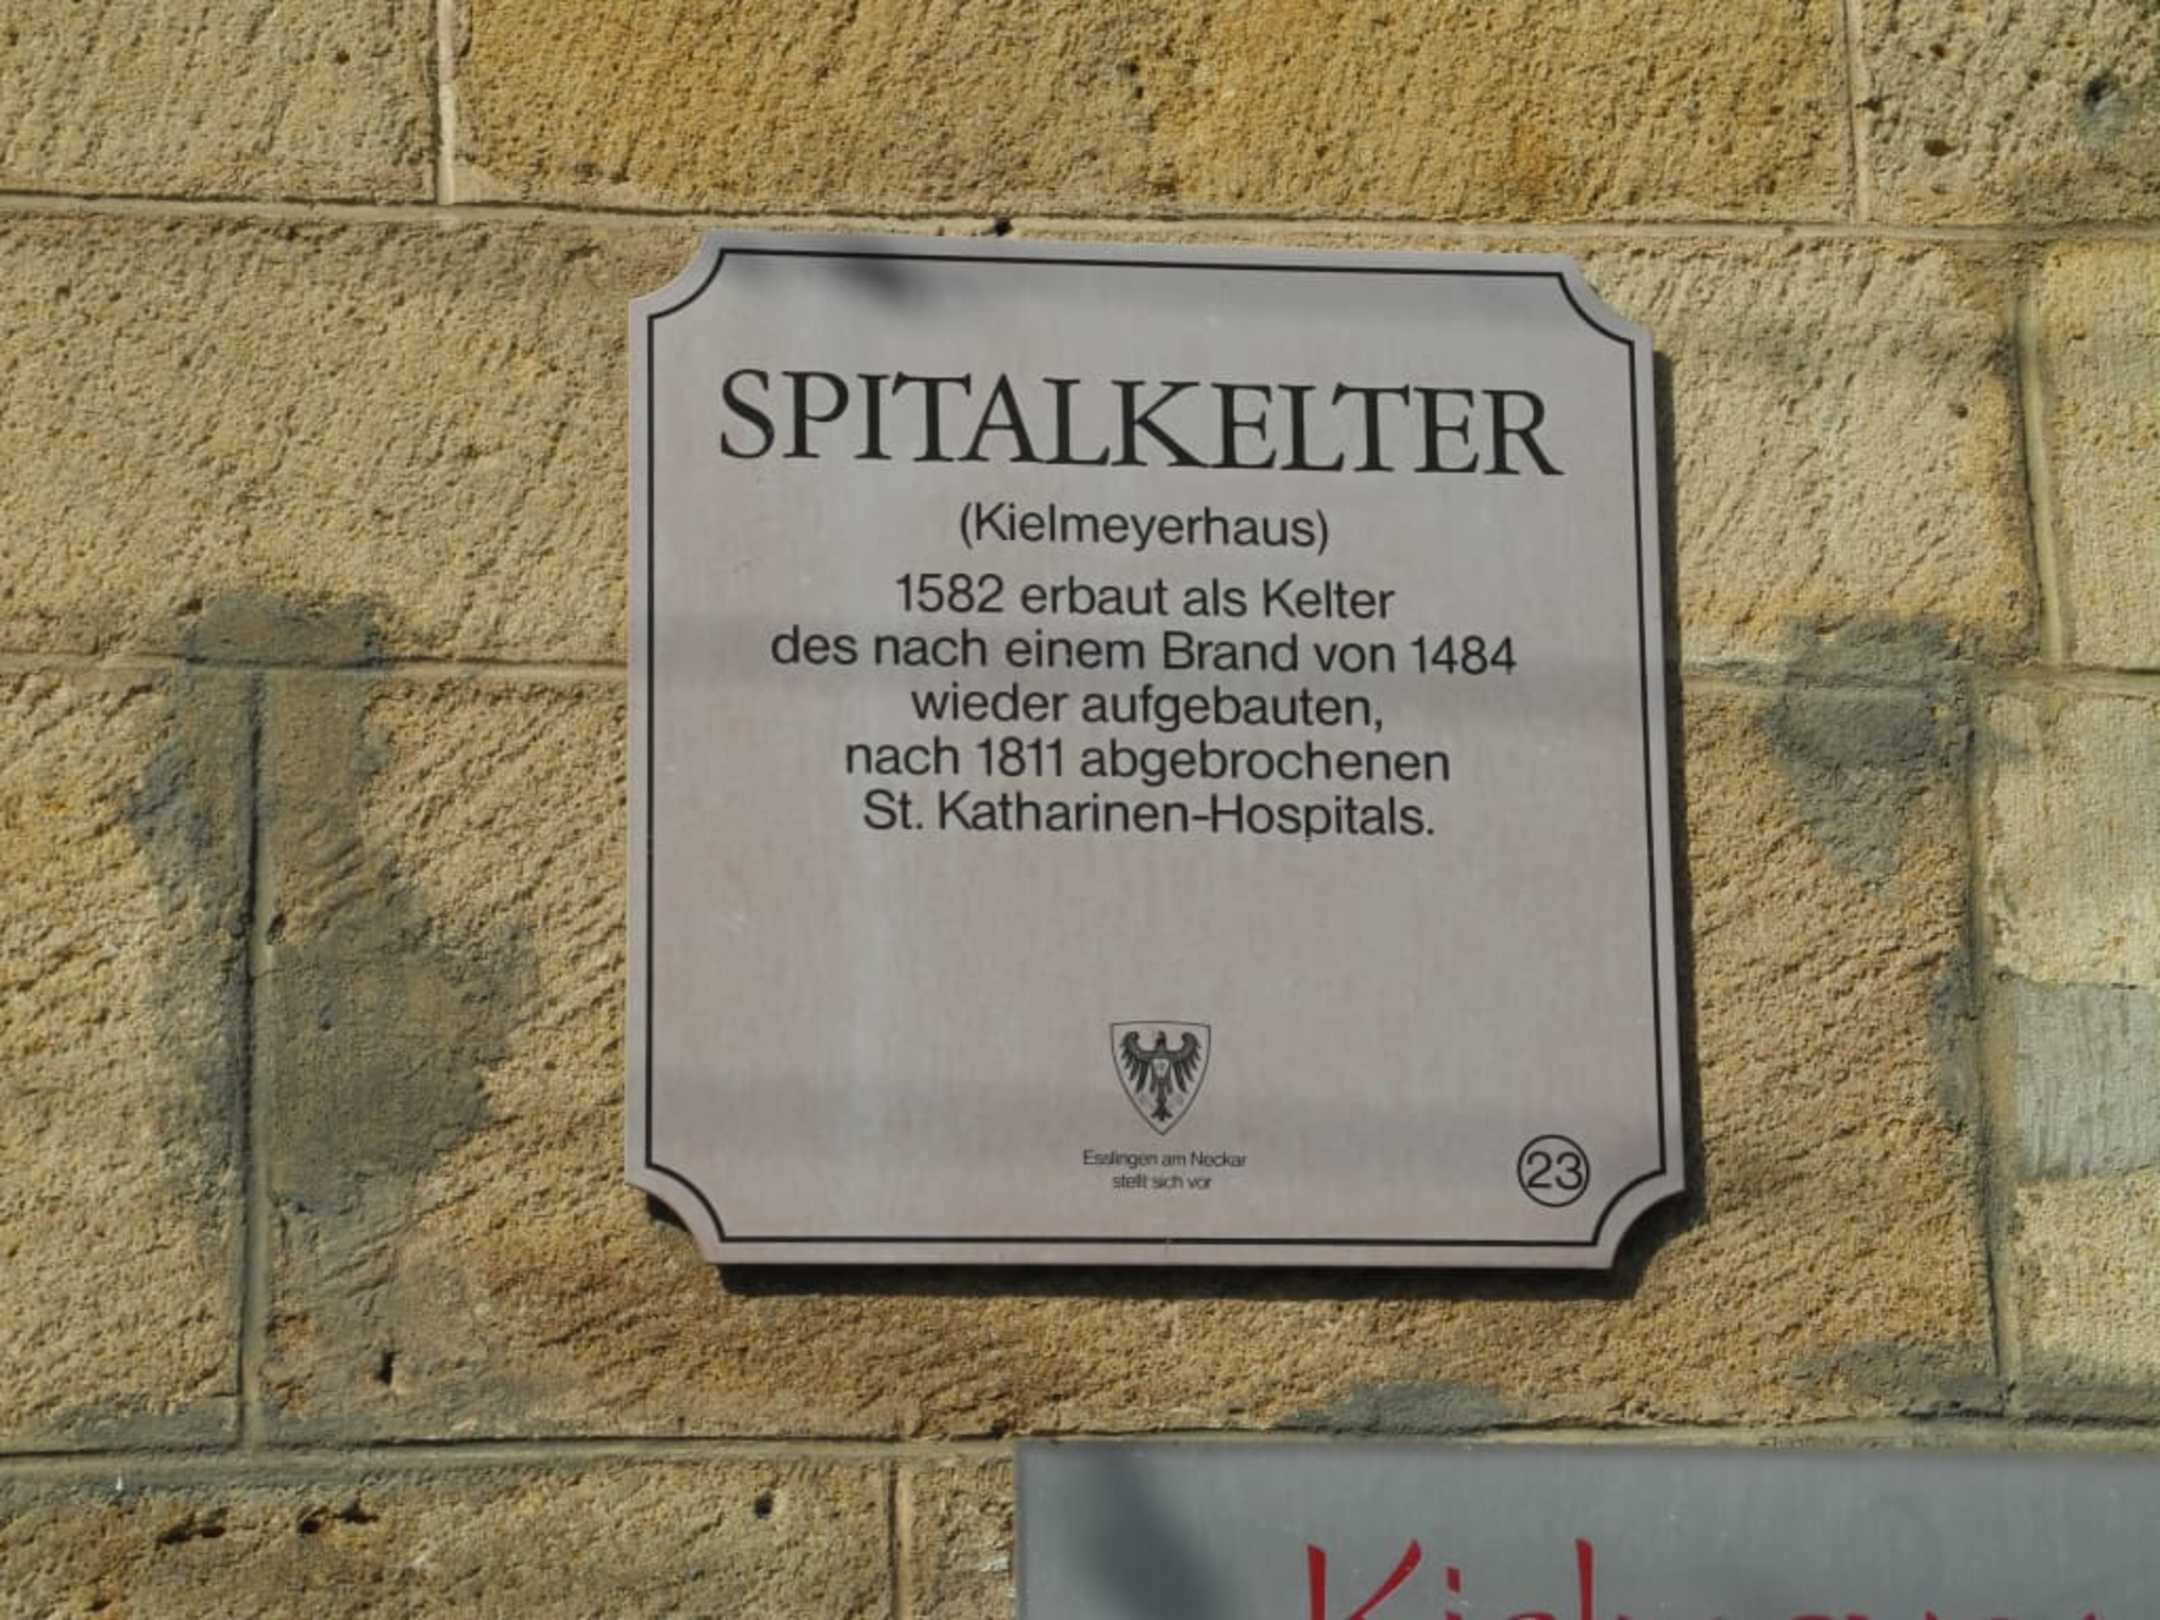 SPITALKELTER
(Kielmeyerhaus)
1582 erbaut als Kelter
des nach einem Brand von 1484
wieder aufgebauten,
nach 1811 abgebrochenen
St. Katharinen-Hospitals.
Esslingen am Neckar
stellt sich vor
23